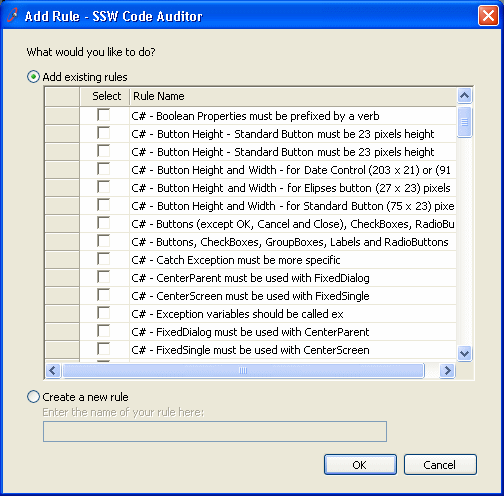 Add Rule - SSW Code Auditor
What would you like to do?
Add existing rules
Select Rule Name
C# - Boolean Properties must be prefixed by a verb
C# - Button Height - Standard Button must be 23 pixels height
C# - Button Height - Standard Button must be 23 pixels height
C# - Button Height and Width - for Date Control (203 x 21) or (91
C# - Button Height and Width - for Elipses button (27 x 23) pixels
C# - Button Height and Width - for Standard Button (75 x 23) pixe
C# - Buttons (except OK, Cancel and Close), CheckBoxes, RadioBu
C# - Buttons, CheckBoxes, GroupBoxes, Labels and RadioButtons
C# - Catch Exception must be more specific
C# - CenterParent must be used with FixedDialog
C# - CenterScreen must be used with FixedSingle
C# - Exception variables should be called ex
C# - FixedDialog must be used with CenterParent
C# - FixedSingle must be used with CenterScreen
Create a new rule
Enter the name of your rule here:
OK Cancel